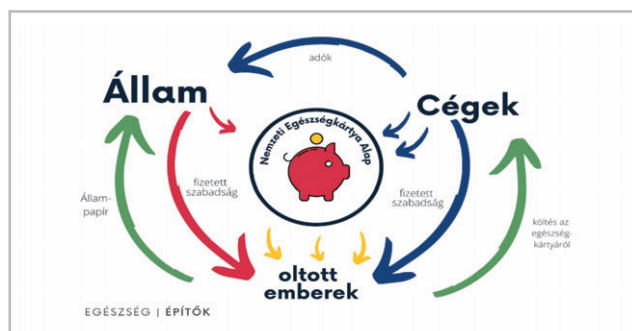 adók
Állam
Cégek
Nemzeti Egészségkártya Alap
fizetett
szabadság
fizetett
szabadság
Állam-
papír
költés az
egészség-
kártyáról
oltott
emberek
EGÉSZSÉG | ÉPÍTŐK